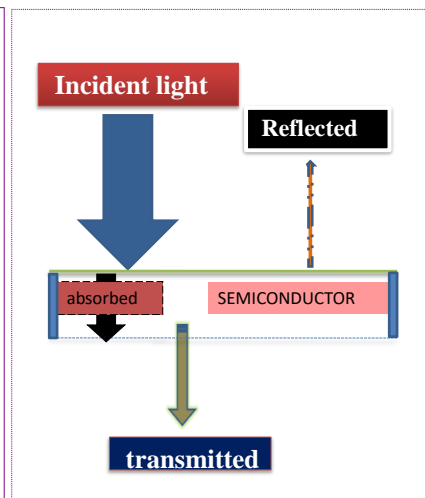 Incident light
Reflected
absorbed
SEMICONDUCTOR
transmitted